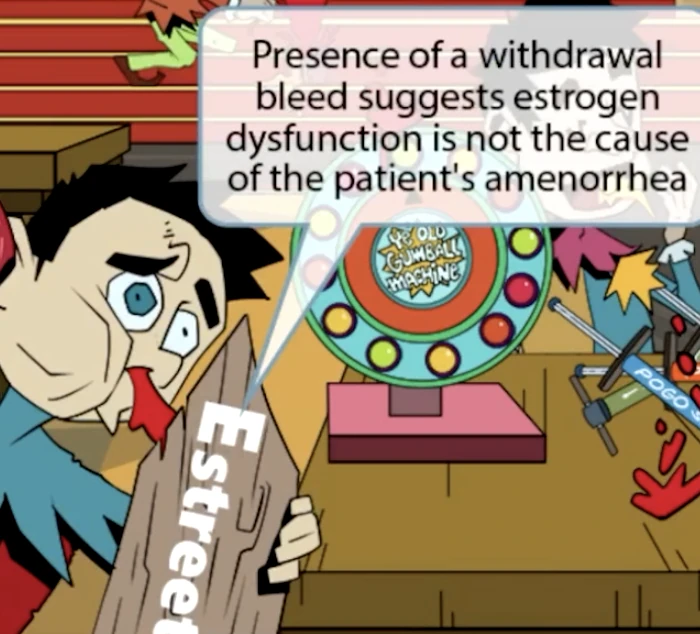 Presence of a withdrawal
bleed suggests estrogen
dysfunction is not the cause
of the patient's amenorrhea
YE OLD
GUMBALL
MACHINE
POGO
Estreet